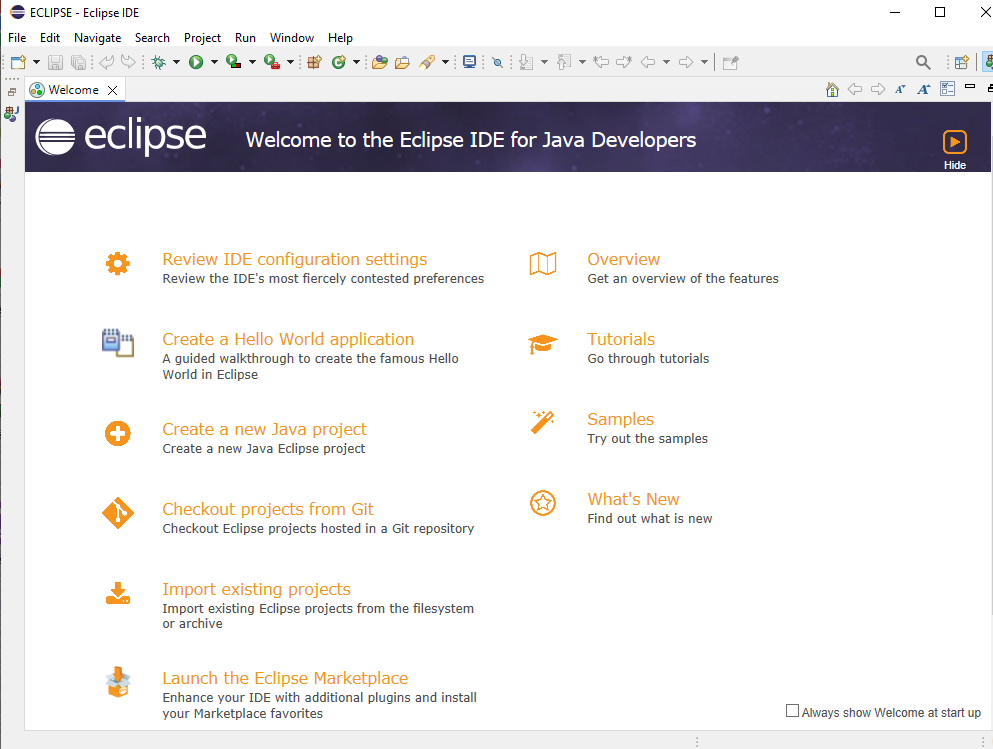 ECLIPSE - Eclipse IDE
File Edit Navigate Search Project Run Window Help
Welcome
eclipse
Welcome to the Eclipse IDE for Java Developers
Hide
Review IDE configuration settings
Review the IDE's most fiercely contested preferences
Create a Hello World application
A guided walkthrough to create the famous Hello
World in Eclipse
Create a new Java project
Create a new Java Eclipse project
Checkout projects from Git
Checkout Eclipse projects hosted in a Git repository
Import existing projects
Import existing Eclipse projects from the filesystem
or archive
Launch the Eclipse Marketplace
Enhance your IDE with additional plugins and install
your Marketplace favorites
Overview
Get an overview of the features
Tutorials
Go through tutorials
Samples
Try out the samples
What's New
Find out what is new
Always show Welcome at start up